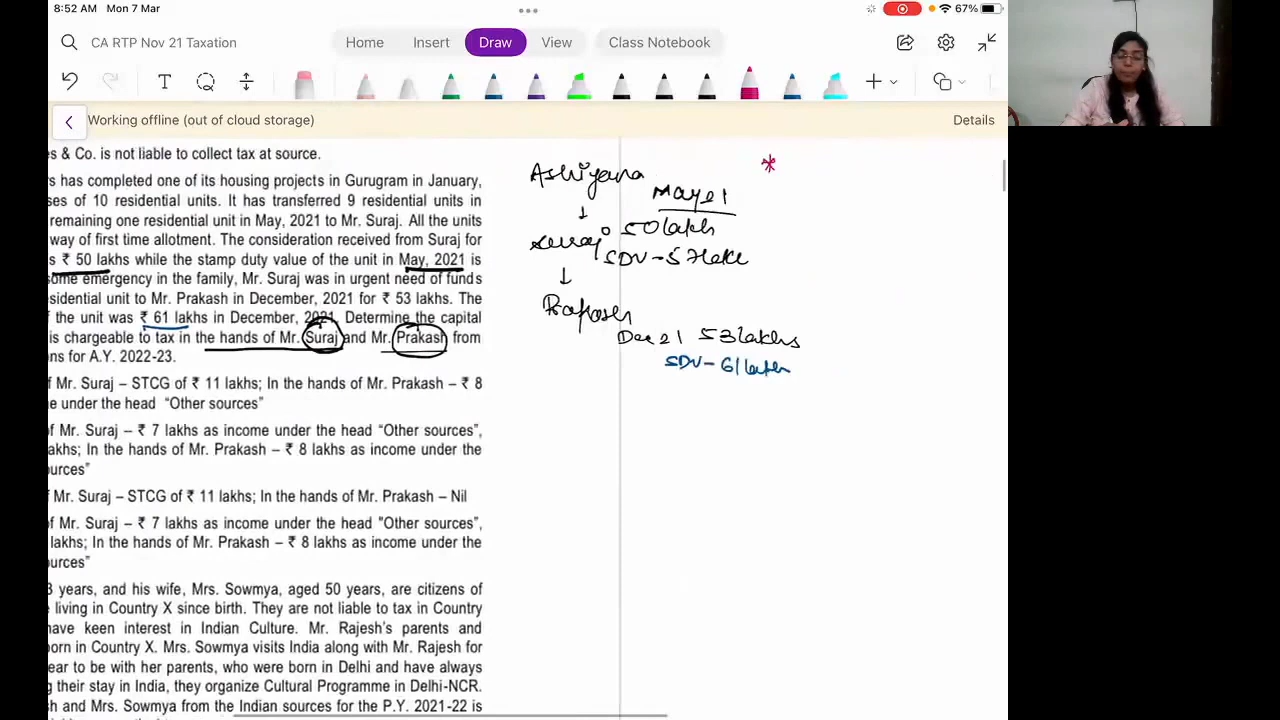 8:52 AM Mon 7 Mar
67%
CA RTP Nov 21 Taxation
Home Insert Draw View Class Notebook
Working offline (out of cloud storage) Details
es & Co. is not liable to collect tax at source.
rs has completed one of its housing projects in Gurugram in January,
ses of 10 residential units. It has transferred 9 residential units in
remaining one residential unit in May, 2021 to Mr. Suraj. All the units
way of first time allotment. The consideration received from Suraj for
s ₹ 50 lakhs while the stamp duty value of the unit in May, 2021 is
some emergency in the family, Mr. Suraj was in urgent need of funds
sidential unit to Mr. Prakash in December, 2021 for ₹ 53 lakhs. The
f the unit was ₹ 61 lakhs in December, 2021. Determine the capital
is chargeable to tax in the hands of Mr. Suraj and Mr. Prakash from
ons for A.Y. 2022-23.
of Mr. Suraj – STCG of ₹ 11 lakhs; In the hands of Mr. Prakash – ₹ 8
e under the head “Other sources”
of Mr. Suraj – ₹ 7 lakhs as income under the head “Other sources”,
akhs; In the hands of Mr. Prakash – ₹ 8 lakhs as income under the
ources”
f Mr. Suraj – STCG of ₹ 11 lakhs; In the hands of Mr. Prakash – Nil
of Mr. Suraj – ₹ 7 lakhs as income under the head "Other sources",
lakhs; In the hands of Mr. Prakash – ₹ 8 lakhs as income under the
ources”
3 years, and his wife, Mrs. Sowmya, aged 50 years, are citizens of
e living in Country X since birth. They are not liable to tax in Country
have keen interest in Indian Culture. Mr. Rajesh's parents and
orn in Country X. Mrs. Sowmya visits India along with Mr. Rajesh for
ear to be with her parents, who were born in Delhi and have always
g their stay in India, they organize Cultural Programme in Delhi-NCR.
sh and Mrs. Sowmya from the Indian sources for the P.Y. 2021-22 is
Ashiyana
↓
Suraj
↓
Prakash
May 21
50 lakh
SDV - 57 lakh
Dec 21 53 lakhs
SDV - 61 lakhs
*